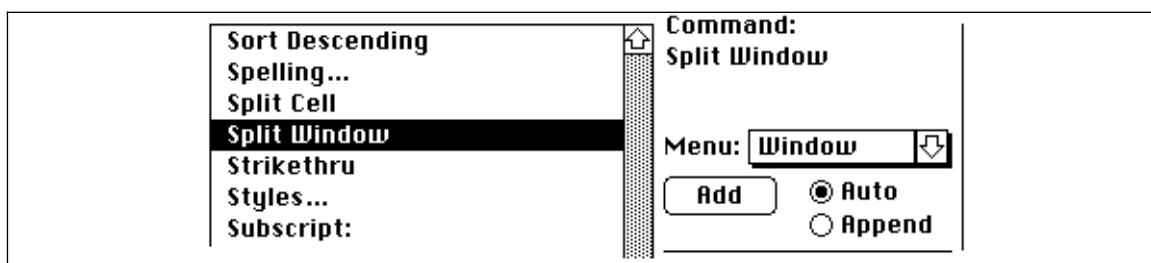 Sort Descending
Spelling...
Split Cell
Split Window
Strikethru
Styles...
Subscript:
Command:
Split Window
Menu: Window
Add
Auto
Append